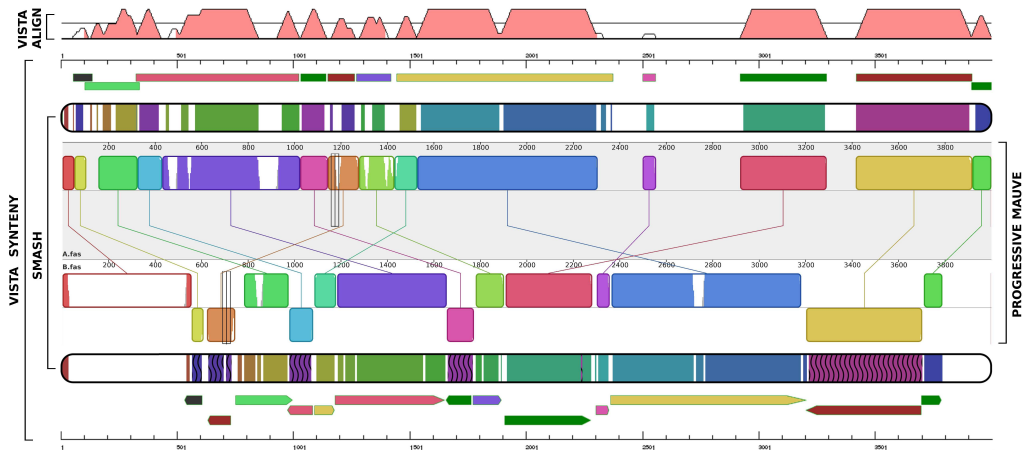 VISTA
ALIGN
1 501 1001 1501 2001 2501 3001 3501
200 400 600 800 1000 1200 1400 1600 1800 2000 2200 2400 2600 2800 3000 3200 3400 3600 3800
A.fas
B.fas
200 400 600 800 1000 1200 1400 1600 1800 2000 2200 2400 2600 2800 3000 3200 3400 3600 3800
VISTA SYNTENY
SMASH
PROGRESSIVE MAUVE
1 501 1001 1501 2001 2501 3001 3501